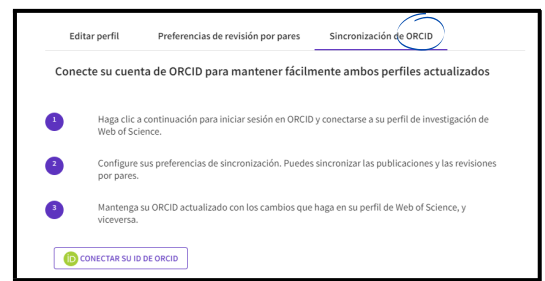 Editar perfil Preferencias de revisión por pares Sincronización de ORCID
Conecte su cuenta de ORCID para mantener fácilmente ambos perfiles actualizados
1 Haga clic a continuación para iniciar sesión en ORCID y conectarse a su perfil de investigación de
Web of Science.
2 Configure sus preferencias de sincronización. Puedes sincronizar las publicaciones y las revisiones
por pares.
3 Mantenga su ORCID actualizado con los cambios que haga en su perfil de Web of Science, y
viceversa.
iD CONECTAR SU ID DE ORCID